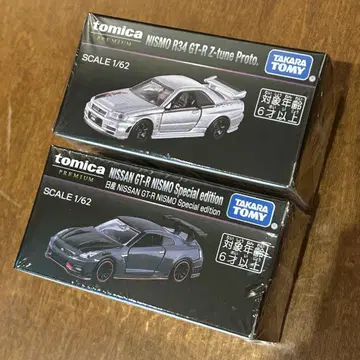 tomica
PREMIUM
NISMO R34 GT-R Z-tune Proto.
SCALE 1/62
TAKARA
TOMY
対象年齢
6才以上
tomica
PREMIUM
NISSAN GT-R NISMO Special edition
日産 NISSAN GT-R NISMO Special edition
SCALE 1/62
TAKARA
TOMY
対象年齢
6才以上